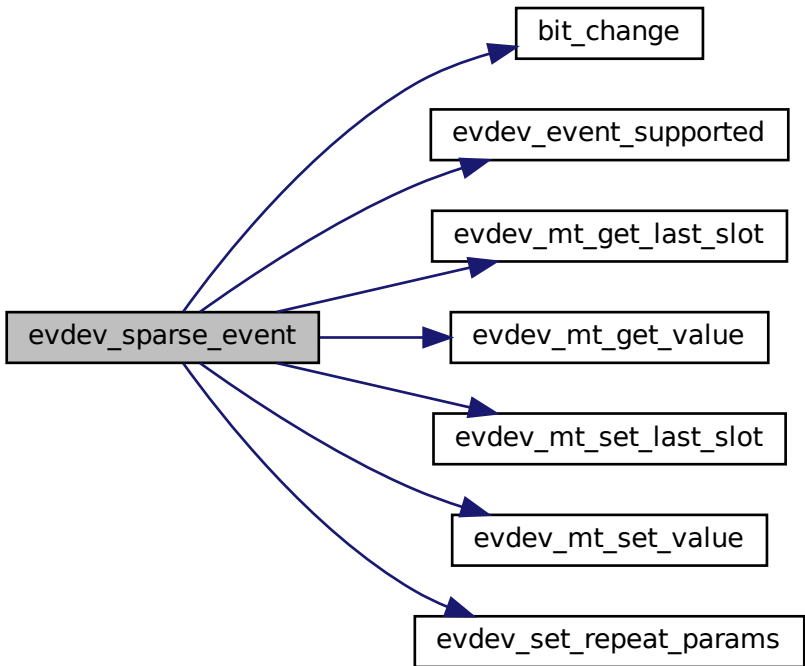 bit_change
evdev_event_supported
evdev_mt_get_last_slot
evdev_sparse_event
evdev_mt_get_value
evdev_mt_set_last_slot
evdev_mt_set_value
evdev_set_repeat_params